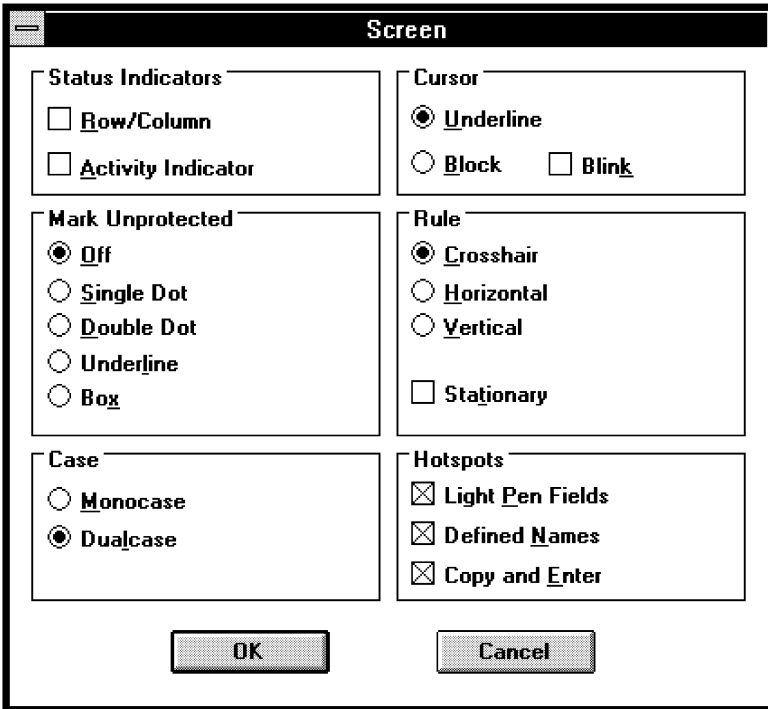 Screen
Status Indicators
Row/Column
Activity Indicator
Cursor
Underline
Block Blink
Mark Unprotected
Off
Single Dot
Double Dot
Underline
Box
Rule
Crosshair
Horizontal
Vertical
Stationary
Case
Monocase
Dualcase
Hotspots
Light Pen Fields
Defined Names
Copy and Enter
OK Cancel